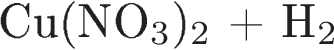 Cu(NO₃)₂ + H₂